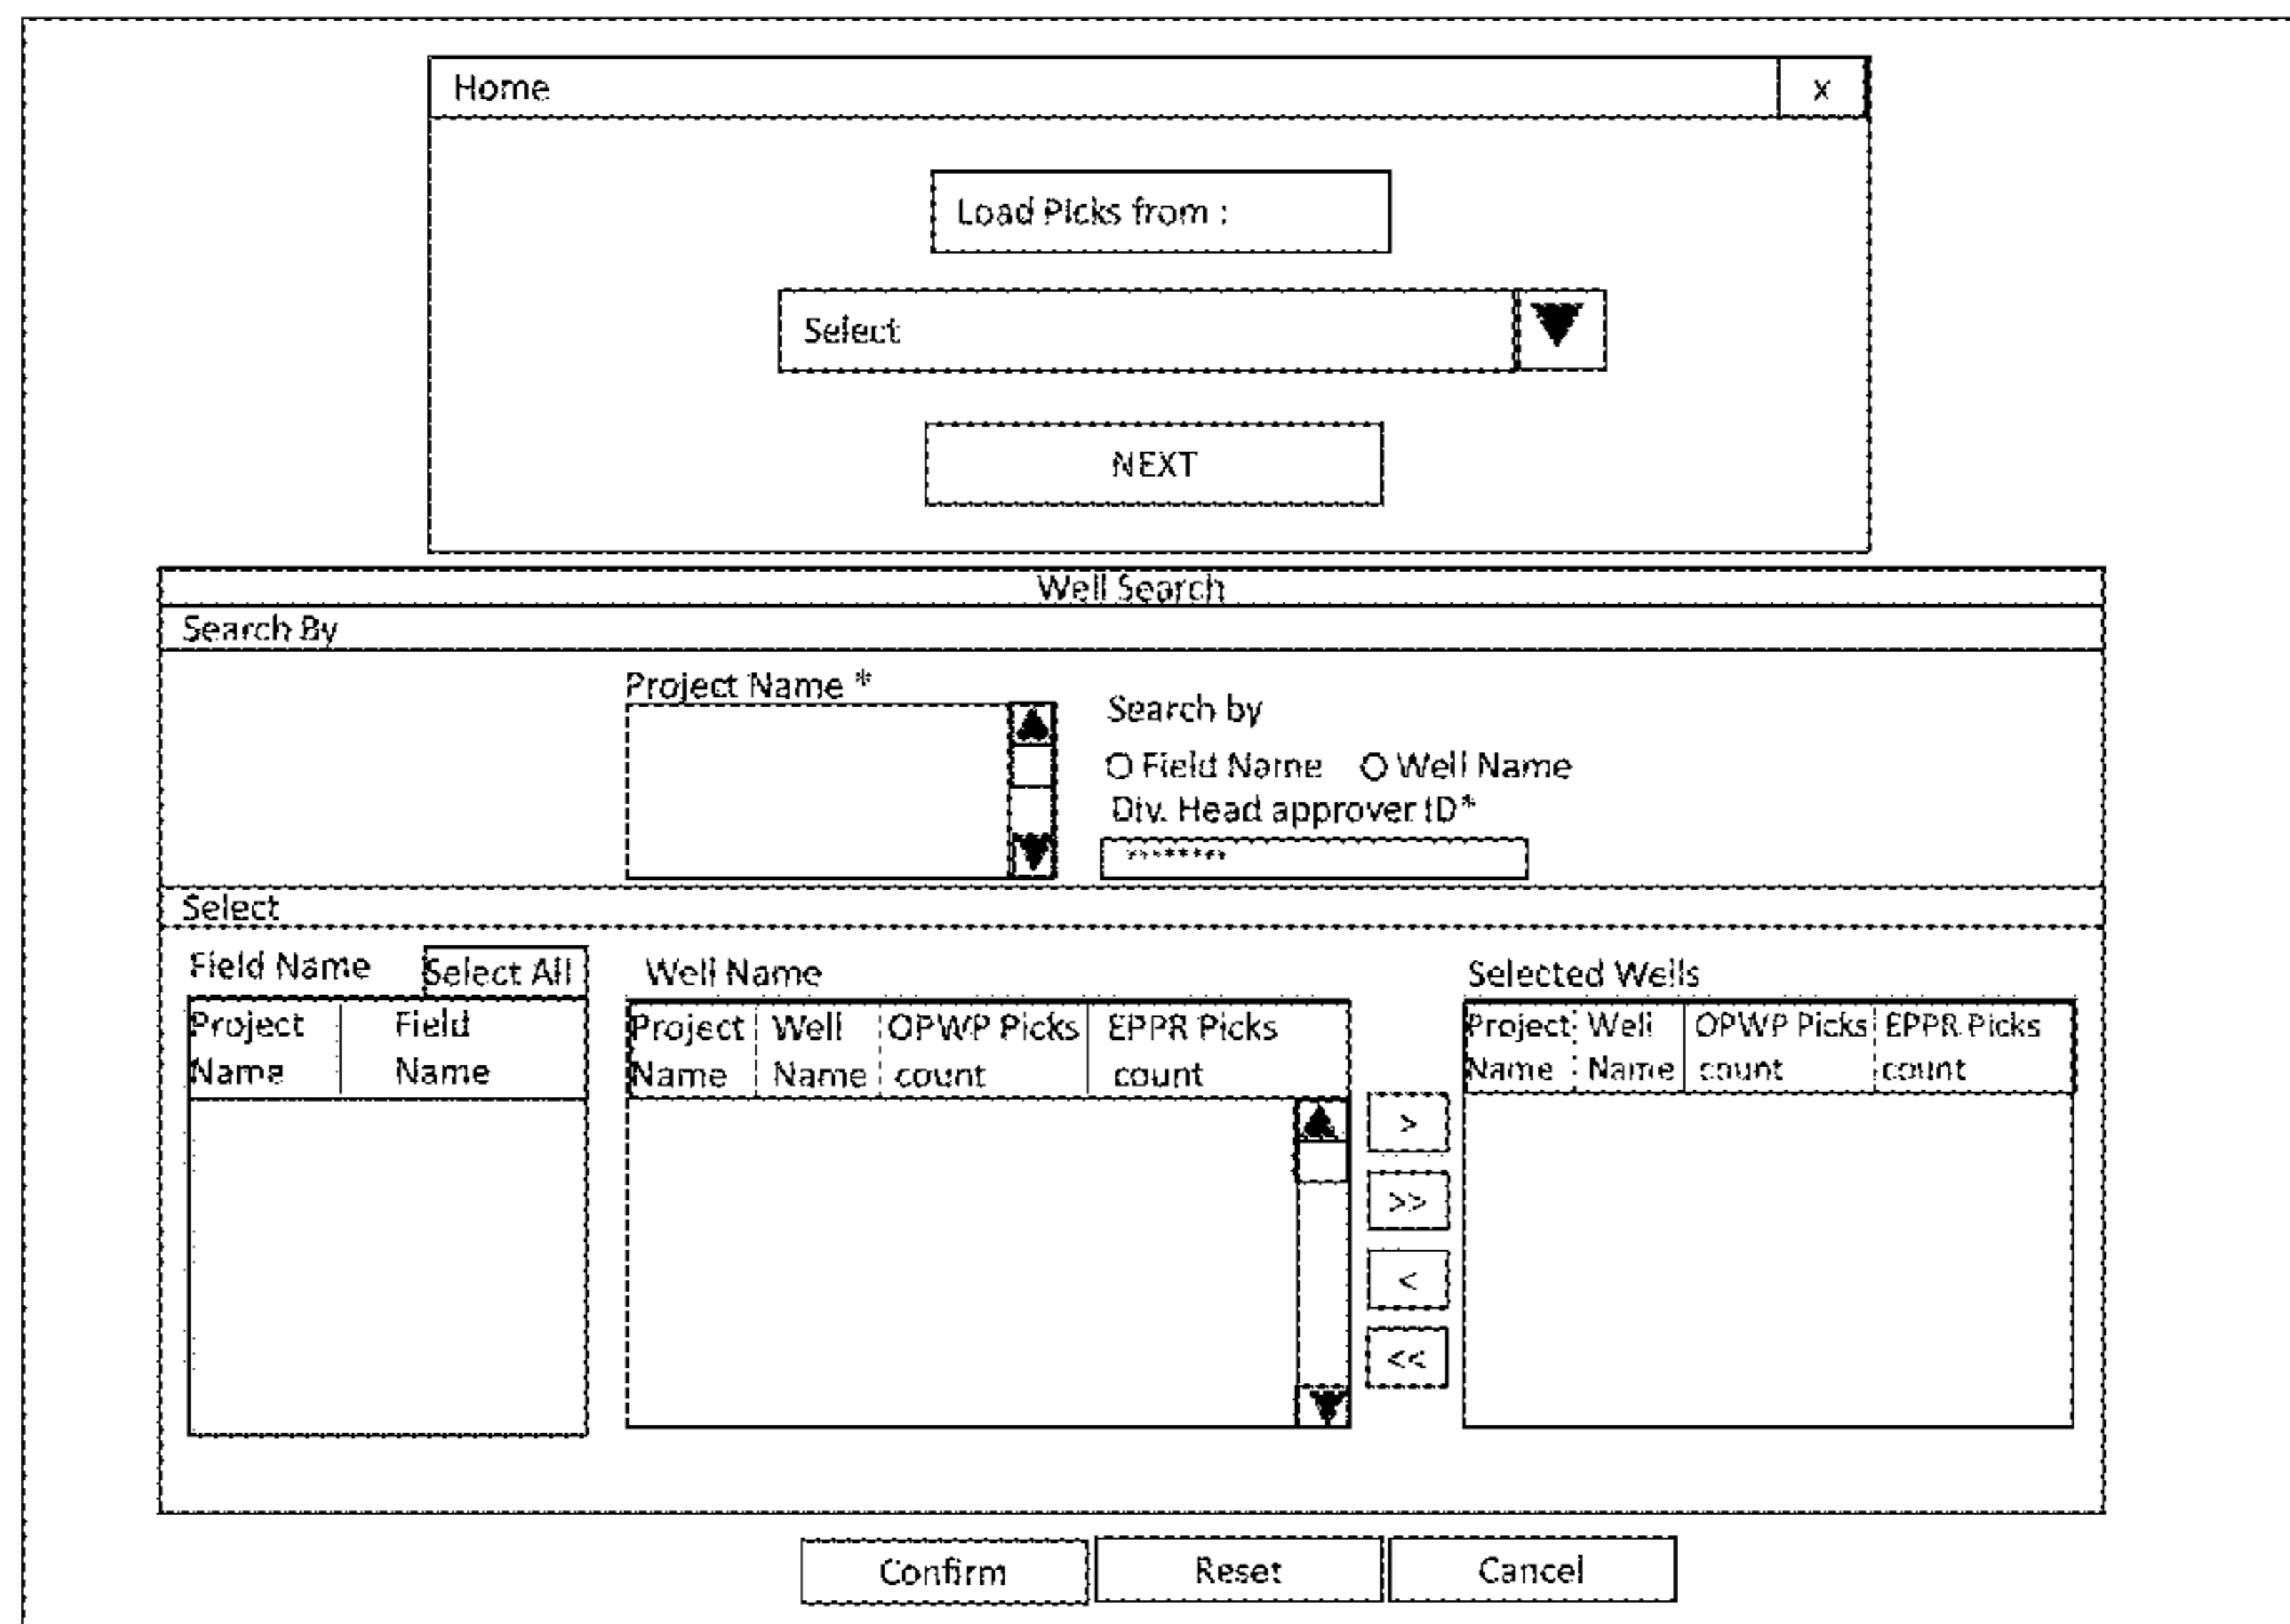 Home x
Load Picks from :
Select
NEXT
Well Search
Search By
Project Name *
Search by
Field Name Well Name
Div. Head approver ID*
********
Select
Field Name Select All Well Name Selected Wells
Project Field Project Well OPWP Picks EPPR Picks Project Well OPWP Picks EPPR Picks
Name Name Name Name count count Name Name count count
>
>>
<
<<
Confirm Reset Cancel